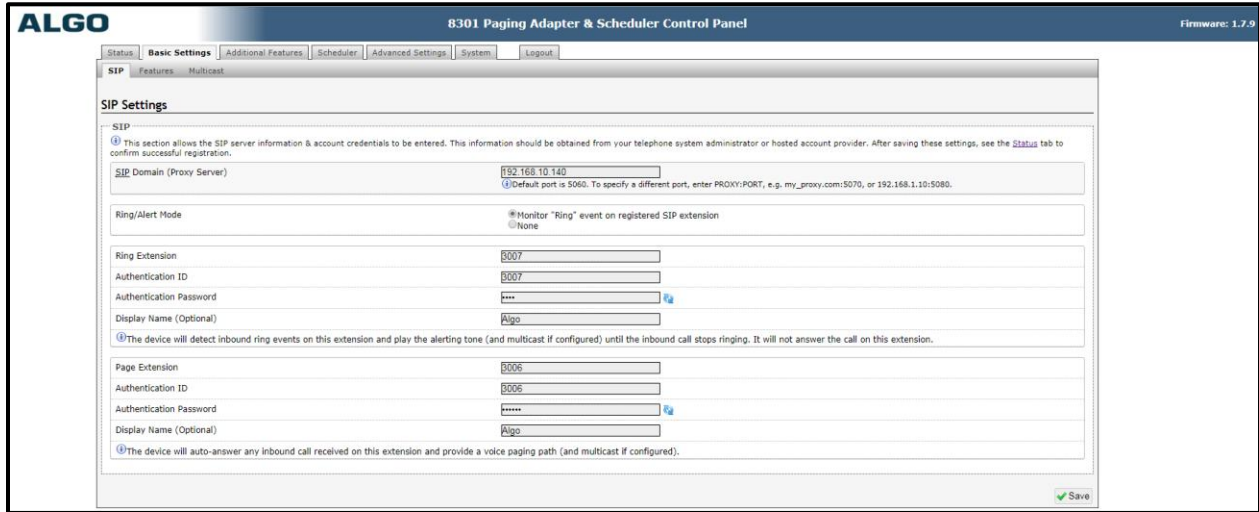 ALGO
8301 Paging Adapter & Scheduler Control Panel
Firmware: 1.7.9
Status Basic Settings Additional Features Scheduler Advanced Settings System Logout
SIP Features Multicast
SIP Settings
SIP
This section allows the SIP server information & account credentials to be entered. This information should be obtained from your telephone system administrator or hosted account provider. After saving these settings, see the Status tab to
confirm successful registration.
SIP Domain (Proxy Server) 192.168.10.140
Default port is 5060. To specify a different port, enter PROXY:PORT, e.g. my_proxy.com:5070, or 192.168.1.10:5080.
Ring/Alert Mode Monitor "Ring" event on registered SIP extension
None
Ring Extension 3007
Authentication ID 3007
Authentication Password ••••
Display Name (Optional) Algo
The device will detect inbound ring events on this extension and play the alerting tone (and multicast if configured) until the inbound call stops ringing. It will not answer the call on this extension.
Page Extension 3006
Authentication ID 3006
Authentication Password ••••••
Display Name (Optional) Algo
The device will auto-answer any inbound call received on this extension and provide a voice paging path (and multicast if configured).
Save